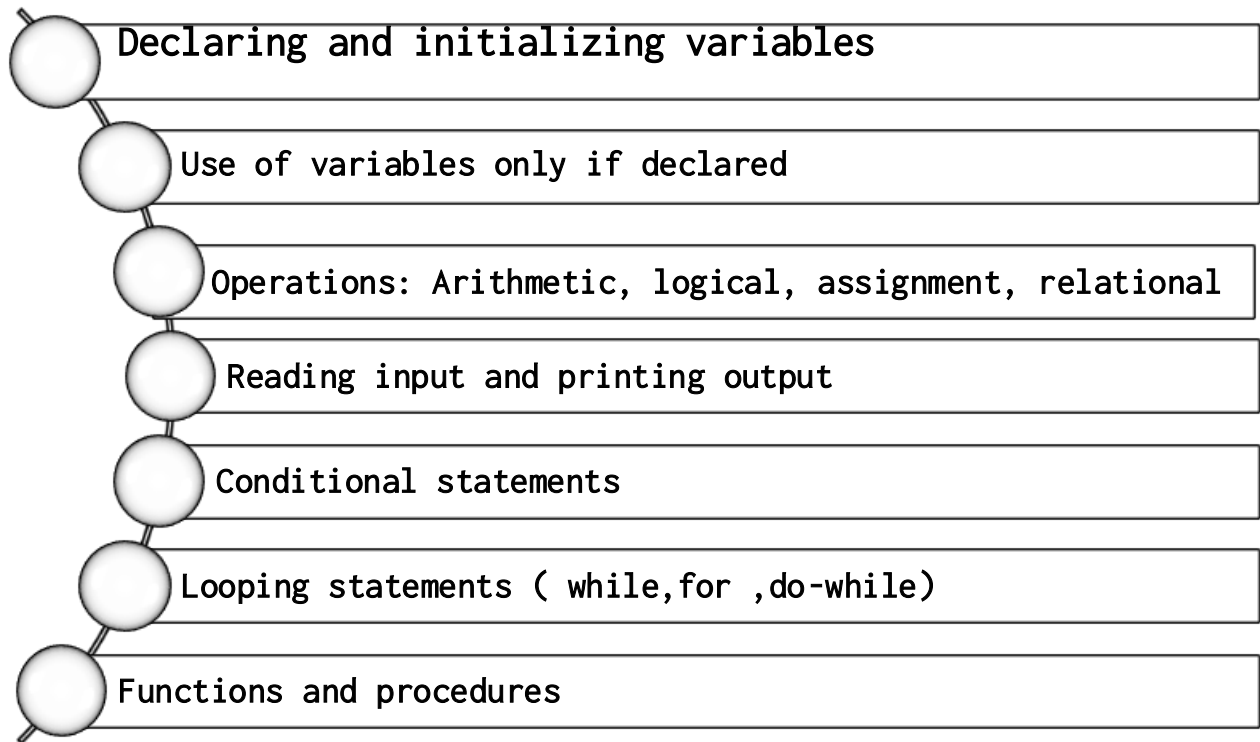 Declaring and initializing variables
Use of variables only if declared
Operations: Arithmetic, logical, assignment, relational
Reading input and printing output
Conditional statements
Looping statements ( while,for ,do-while)
Functions and procedures